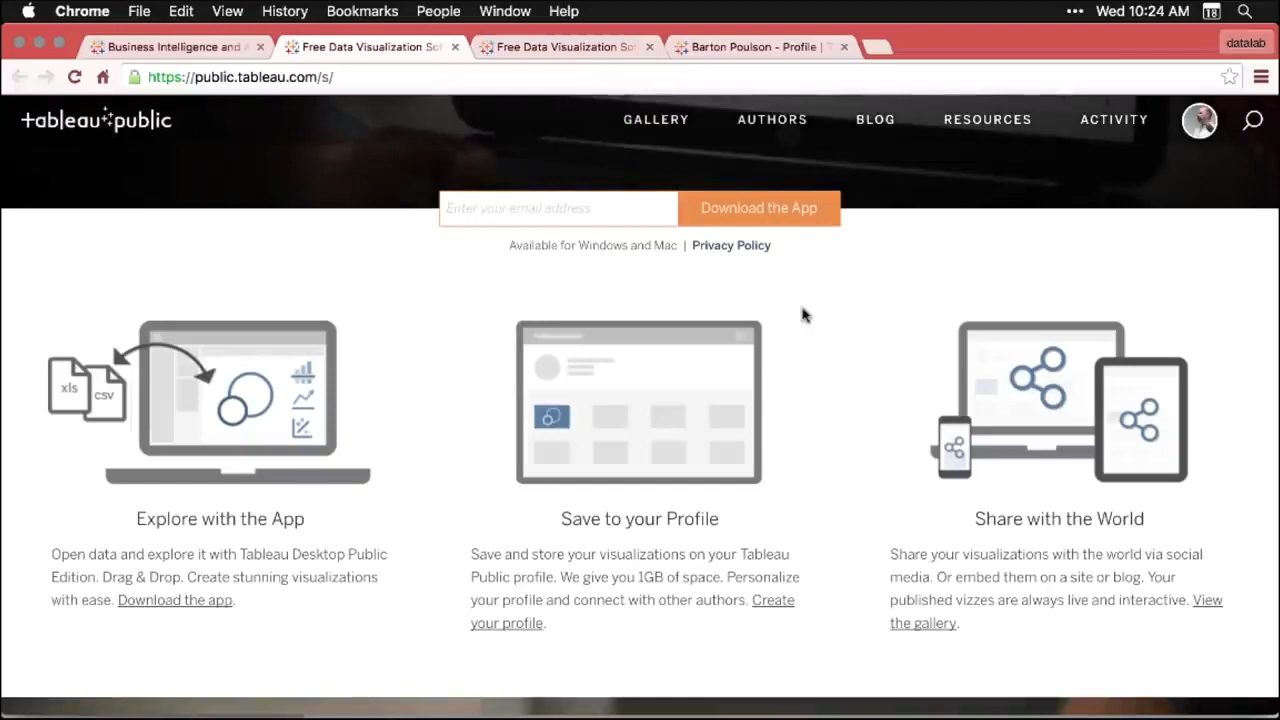 Chrome File Edit View History Bookmarks People Window Help ••• Wed 10:24 AM 18
Business Intelligence and Free Data Visualization Sof Free Data Visualization Sof Barton Poulson - Profile | datalab
https://public.tableau.com/s/
+ableau public GALLERY AUTHORS BLOG RESOURCES ACTIVITY
Enter your email address Download the App
Available for Windows and Mac | Privacy Policy
xls
csv
Explore with the App
Open data and explore it with Tableau Desktop Public
Edition. Drag & Drop. Create stunning visualizations
with ease. Download the app.
Save to your Profile
Save and store your visualizations on your Tableau
Public profile. We give you 1GB of space. Personalize
your profile and connect with other authors. Create
your profile.
Share with the World
Share your visualizations with the world via social
media. Or embed them on a site or blog. Your
published vizzes are always live and interactive. View
the gallery.